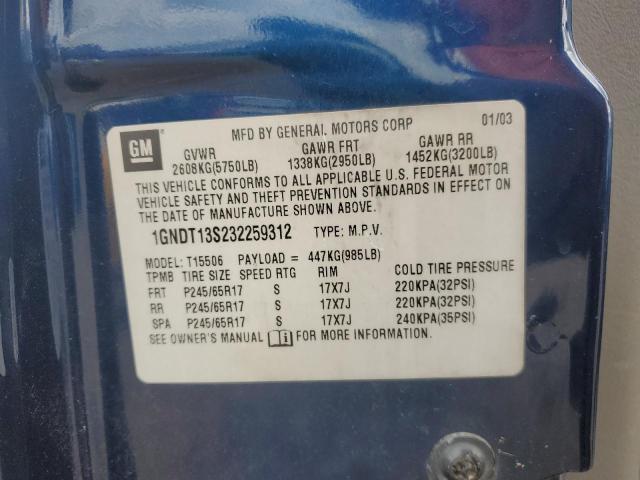 GM
MFD BY GENERAL MOTORS CORP 01/03
GVWR GAWR FRT GAWR RR
2608KG(5750LB) 1338KG(2950LB) 1452KG(3200LB)
THIS VEHICLE CONFORMS TO ALL APPLICABLE U.S. FEDERAL MOTOR
VEHICLE SAFETY AND THEFT PREVENTION STANDARDS IN EFFECT ON
THE DATE OF MANUFACTURE SHOWN ABOVE.
1GNDT13S232259312 TYPE: M.P.V.
MODEL: T15506 PAYLOAD = 447KG(985LB)
TPMB TIRE SIZE SPEED RTG RIM COLD TIRE PRESSURE
FRT P245/65R17 S 17X7J 220KPA(32PSI)
RR P245/65R17 S 17X7J 220KPA(32PSI)
SPA P245/65R17 S 17X7J 240KPA(35PSI)
SEE OWNER'S MANUAL i FOR MORE INFORMATION.